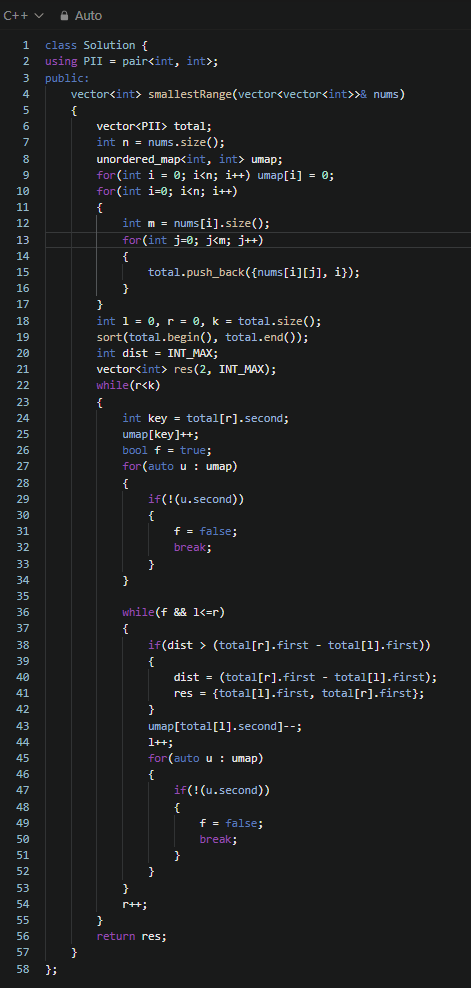 C++ Auto
1 class Solution {
2 using PII = pair<int, int>;
3 public:
4     vector<int> smallestRange(vector<vector<int>>& nums)
5     {
6         vector<PII> total;
7         int n = nums.size();
8         unordered_map<int, int> umap;
9         for(int i = 0; i<n; i++) umap[i] = 0;
10         for(int i=0; i<n; i++)
11         {
12             int m = nums[i].size();
13             for(int j=0; j<m; j++)
14             {
15                 total.push_back({nums[i][j], i});
16             }
17         }
18         int l = 0, r = 0, k = total.size();
19         sort(total.begin(), total.end());
20         int dist = INT_MAX;
21         vector<int> res(2, INT_MAX);
22         while(r<k)
23         {
24             int key = total[r].second;
25             umap[key]++;
26             bool f = true;
27             for(auto u : umap)
28             {
29                 if(!(u.second))
30                 {
31                     f = false;
32                     break;
33                 }
34             }
35
36             while(f && l<=r)
37             {
38                 if(dist > (total[r].first - total[l].first))
39                 {
40                     dist = (total[r].first - total[l].first);
41                     res = {total[l].first, total[r].first};
42                 }
43                 umap[total[l].second]--;
44                 l++;
45                 for(auto u : umap)
46                 {
47                     if(!(u.second))
48                     {
49                         f = false;
50                         break;
51                     }
52                 }
53             }
54             r++;
55         }
56         return res;
57     }
58 };